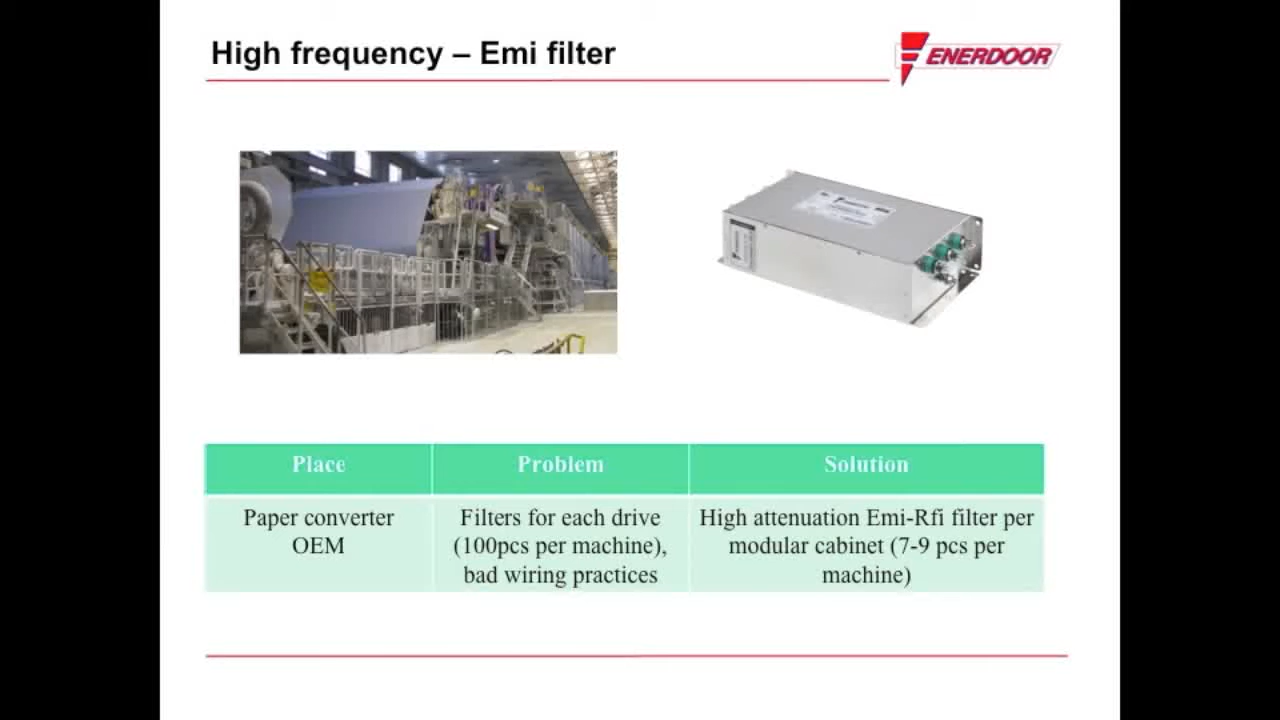 High frequency – Emi filter
ENERDOOR
Place
Problem
Solution
Paper converter
OEM
Filters for each drive
(100pcs per machine),
bad wiring practices
High attenuation Emi-Rfi filter per
modular cabinet (7-9 pcs per
machine)